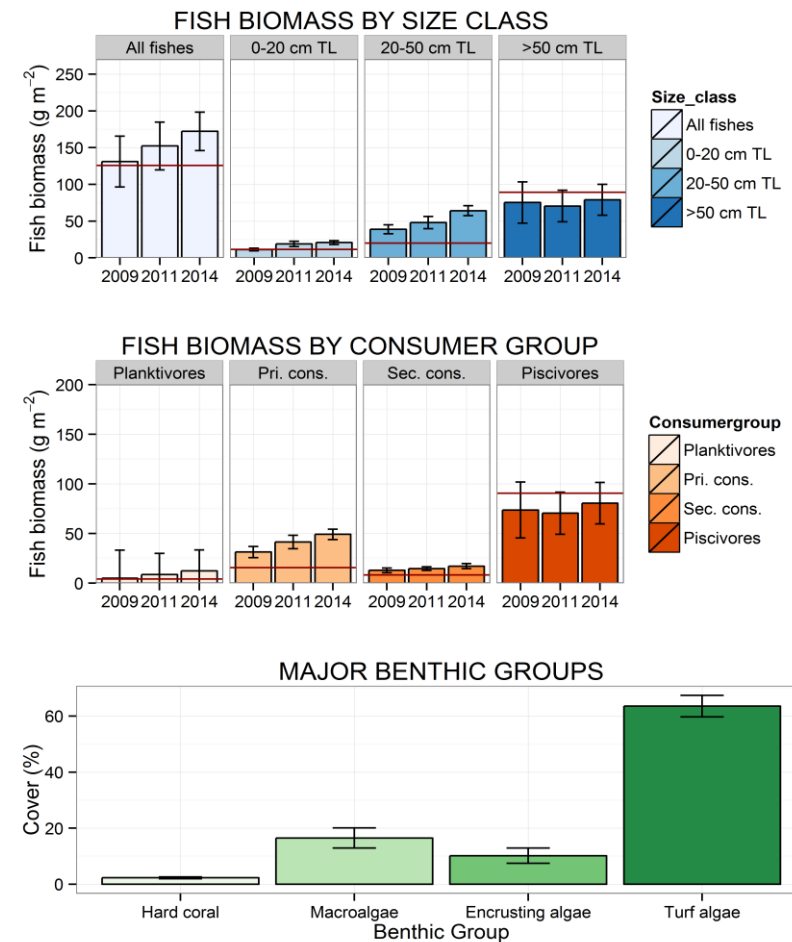 FISH BIOMASS BY SIZE CLASS
All fishes 0-20 cm TL 20-50 cm TL >50 cm TL
Fish biomass (g m⁻²)
250
200
150
100
50
0
2009 2011 2014 2009 2011 2014 2009 2011 2014 2009 2011 2014
Size_class
All fishes
0-20 cm TL
20-50 cm TL
>50 cm TL
FISH BIOMASS BY CONSUMER GROUP
Planktivores Pri. cons. Sec. cons. Piscivores
Fish biomass (g m⁻²)
200
150
100
50
0
2009 2011 2014 2009 2011 2014 2009 2011 2014 2009 2011 2014
Consumergroup
Planktivores
Pri. cons.
Sec. cons.
Piscivores
MAJOR BENTHIC GROUPS
Cover (%)
60
40
20
0
Hard coral Macroalgae Encrusting algae Turf algae
Benthic Group